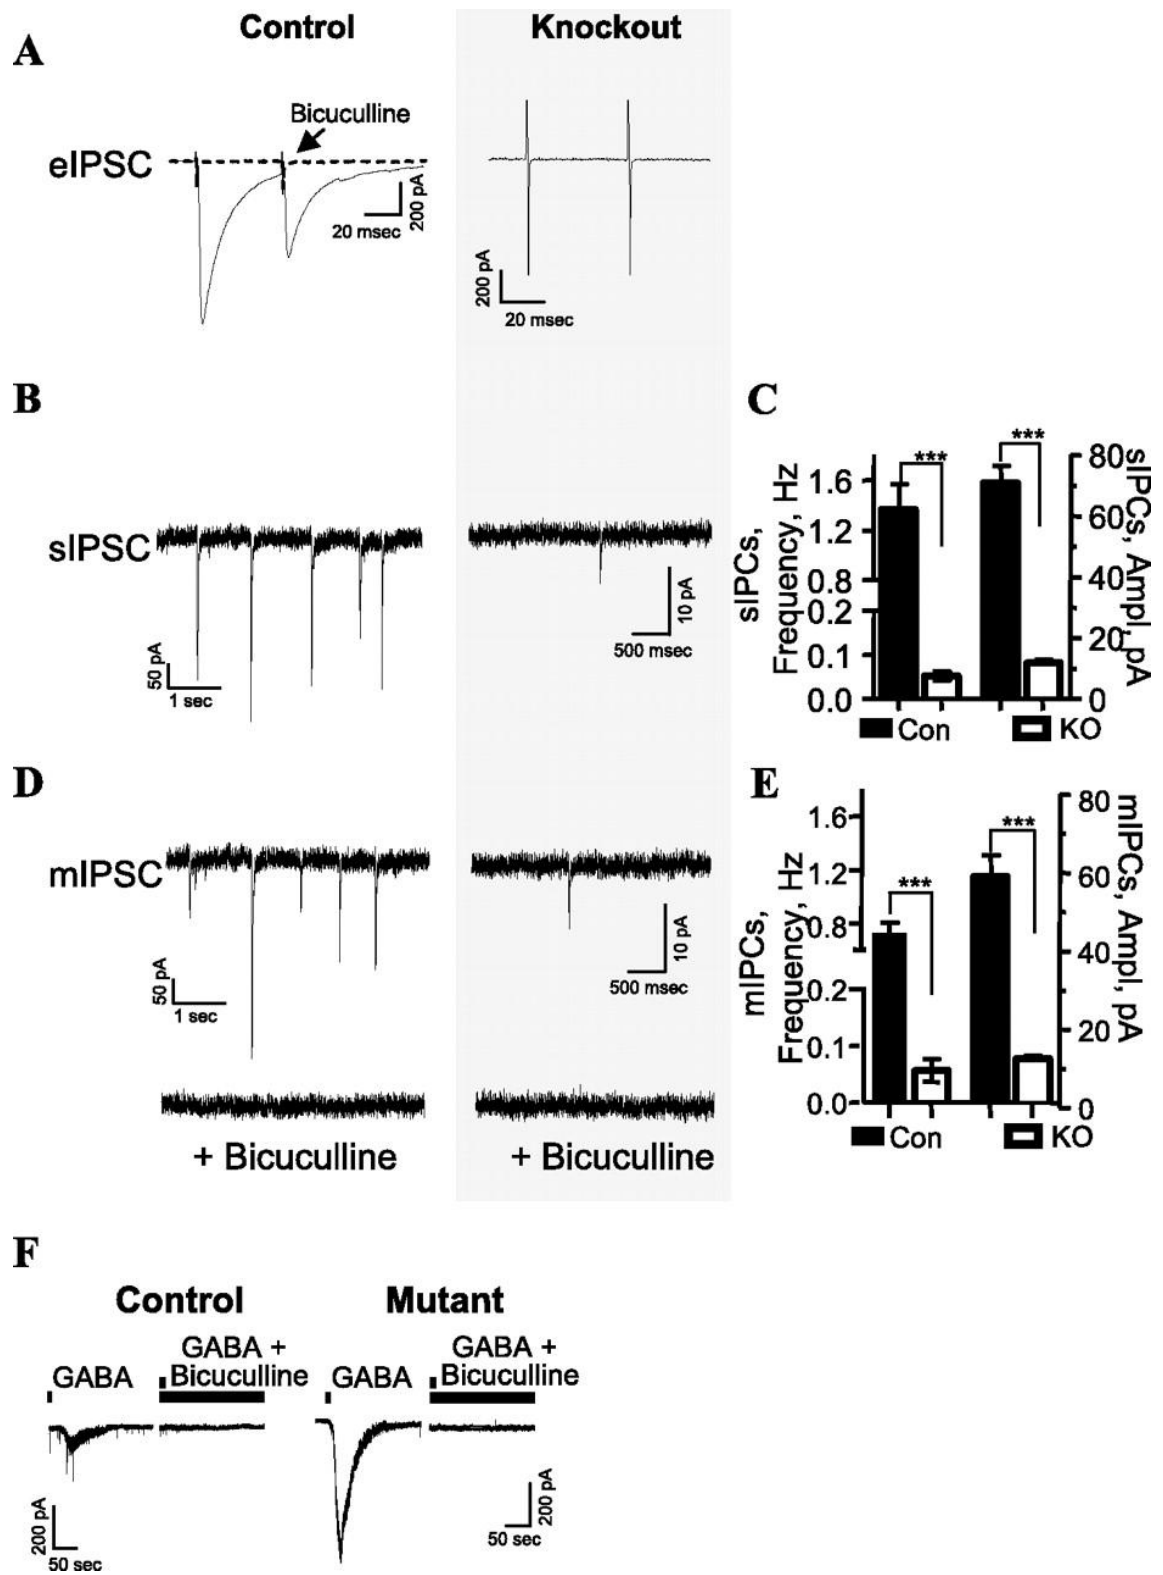 Control
Knockout
A
Bicuculline
eIPSC
200 pA
20 msec
200 pA
20 msec
B
sIPSC
50 pA
1 sec
10 pA
500 msec
C
sIPCs,
Frequency, Hz
1.6
1.2
0.8
0.2
0.1
0.0
***
***
80
60
40
20
0
sIPCs, Ampl, pA
Con
KO
D
mIPSC
50 pA
1 sec
10 pA
500 msec
+ Bicuculline
+ Bicuculline
E
mIPCs,
Frequency, Hz
1.6
1.2
0.8
0.2
0.1
0.0
***
***
80
60
40
20
0
mIPCs, Ampl, pA
Con
KO
F
Control
Mutant
GABA
GABA +
Bicuculline
GABA
GABA +
Bicuculline
200 pA
50 sec
200 pA
50 sec